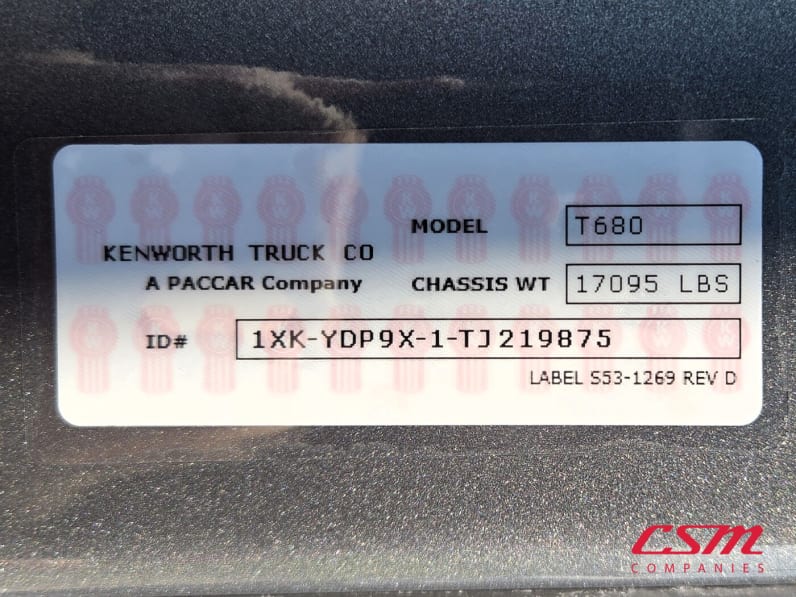 MODEL T680
KENWORTH TRUCK CO
A PACCAR Company
CHASSIS WT 17095 LBS
ID# 1XK-YDP9X-1-TJ219875
LABEL S53-1269 REV D
CSM
COMPANIES